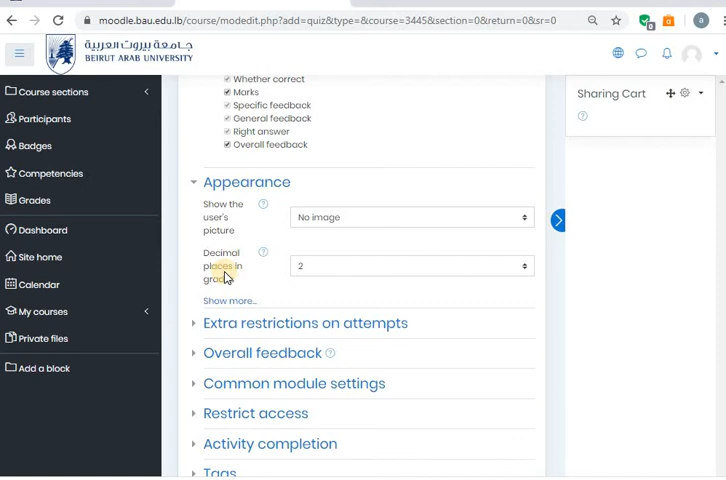 moodle.bau.edu.lb/course/modedit.php?add=quiz&type=&course=3445&section=0&return=0&sr=0
a
0
جامعة بيروت العربية
BEIRUT ARAB UNIVERSITY
Course sections
Participants
Badges
Competencies
Grades
Dashboard
Site home
Calendar
My courses
Private files
Add a block
Whether correct
Marks
Specific feedback
General feedback
Right answer
Overall feedback
Appearance
Show the
user's
picture
No image
Decimal
places in
grades
2
Show more...
Extra restrictions on attempts
Overall feedback
Common module settings
Restrict access
Activity completion
Tags
Sharing Cart